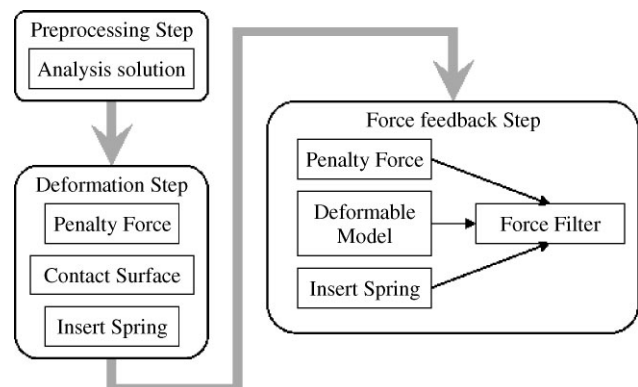 Preprocessing Step
Analysis solution
Deformation Step
Penalty Force
Contact Surface
Insert Spring
Force feedback Step
Penalty Force
Deformable
Model
Insert Spring
Force Filter